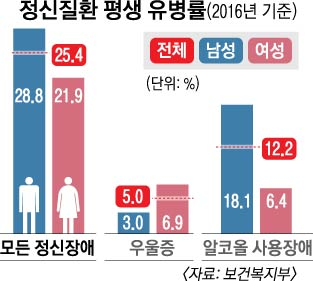 정신질환 평생 유병률(2016년 기준)
전체 남성 여성
(단위: %)
25.4
28.8 21.9
5.0
3.0 6.9
12.2
18.1 6.4
모든 정신장애 우울증 알코올 사용장애
<자료: 보건복지부>